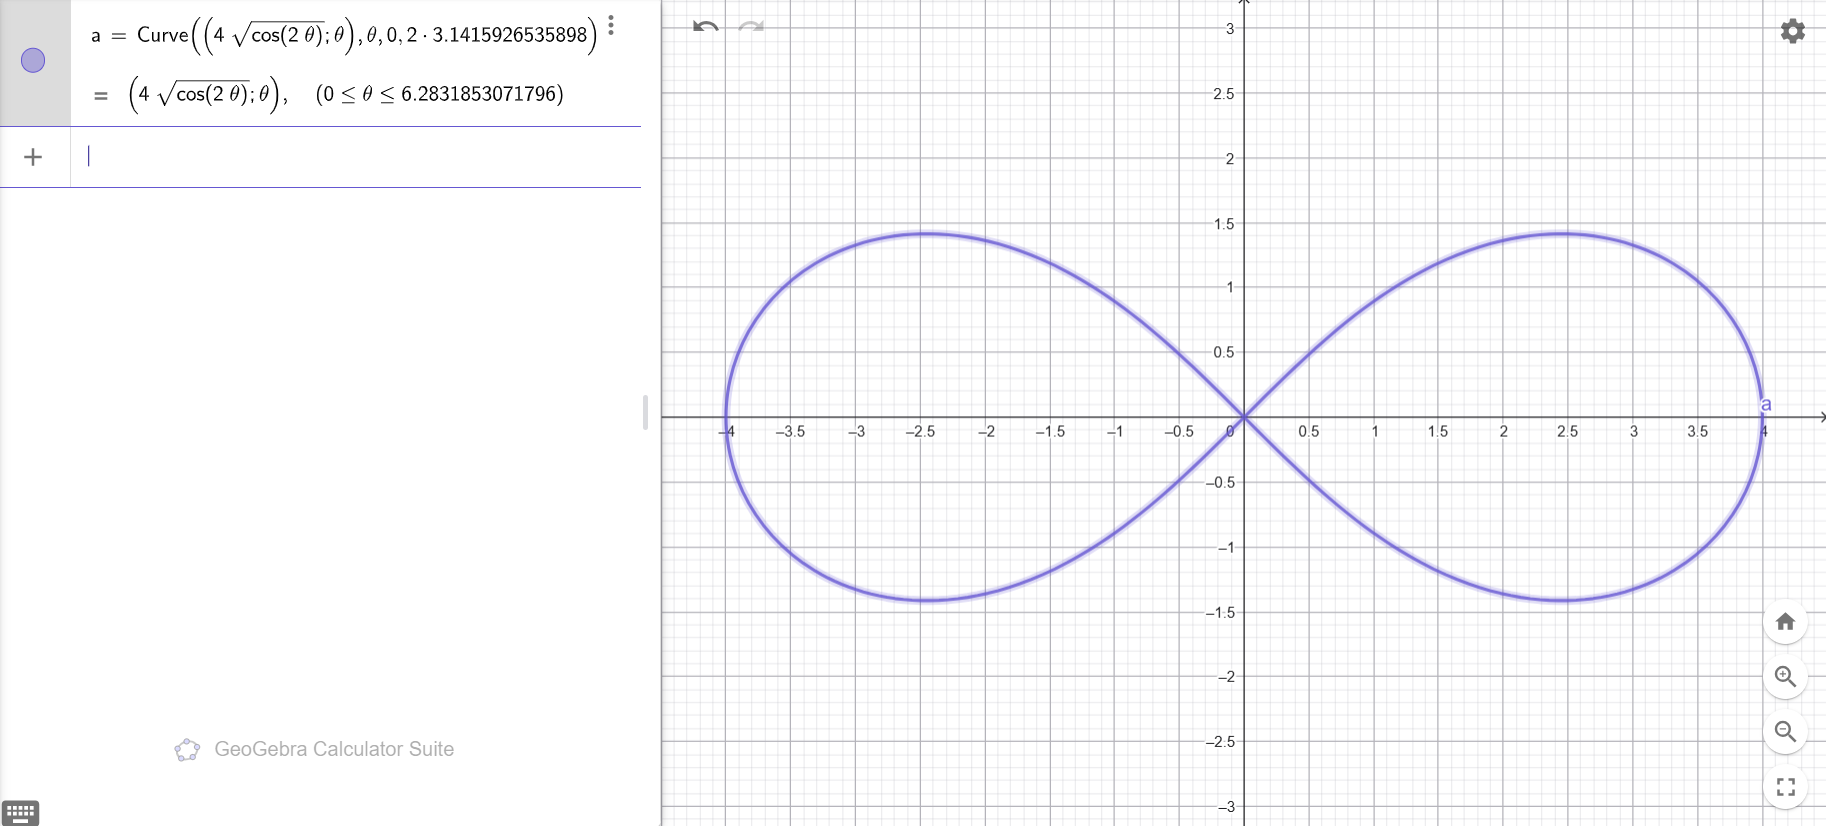 a = Curve((4 √cos(2 θ); θ), θ, 0, 2 · 3.1415926535898)
= (4 √cos(2 θ); θ), (0 ≤ θ ≤ 6.2831853071796)
+
GeoGebra Calculator Suite
3
2.5
2
1.5
1
0.5
a
–4 –3.5 –3 –2.5 –2 –1.5 –1 –0.5 0 0.5 1 1.5 2 2.5 3 3.5 4
–0.5
–1
–1.5
–2
–2.5
–3